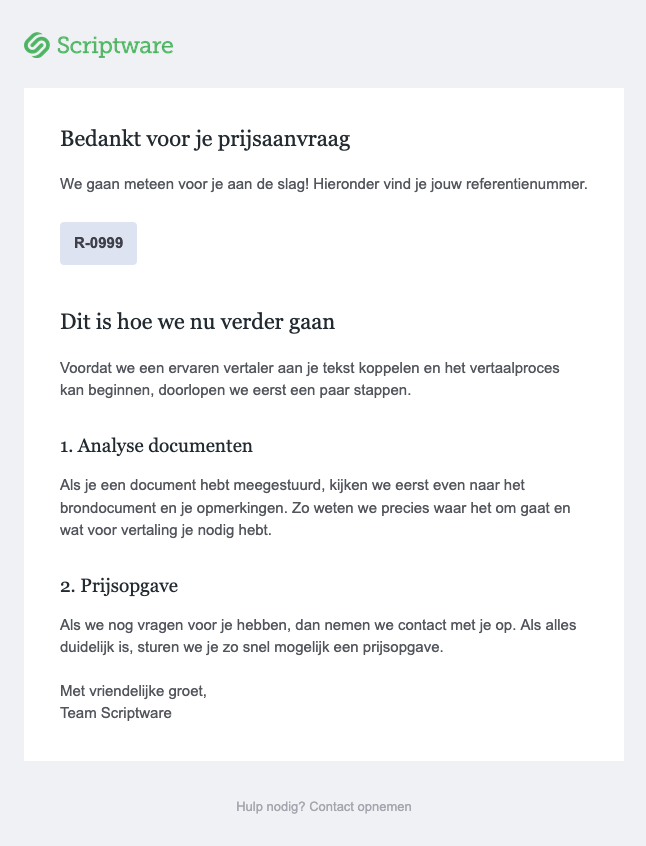 Scriptware
Bedankt voor je prijsaanvraag
We gaan meteen voor je aan de slag! Hieronder vind je jouw referentienummer.
R-0999
Dit is hoe we nu verder gaan
Voordat we een ervaren vertaler aan je tekst koppelen en het vertaalproces
kan beginnen, doorlopen we eerst een paar stappen.
1. Analyse documenten
Als je een document hebt meegestuurd, kijken we eerst even naar het
brondocument en je opmerkingen. Zo weten we precies waar het om gaat en
wat voor vertaling je nodig hebt.
2. Prijsopgave
Als we nog vragen voor je hebben, dan nemen we contact met je op. Als alles
duidelijk is, sturen we je zo snel mogelijk een prijsopgave.
Met vriendelijke groet,
Team Scriptware
Hulp nodig? Contact opnemen